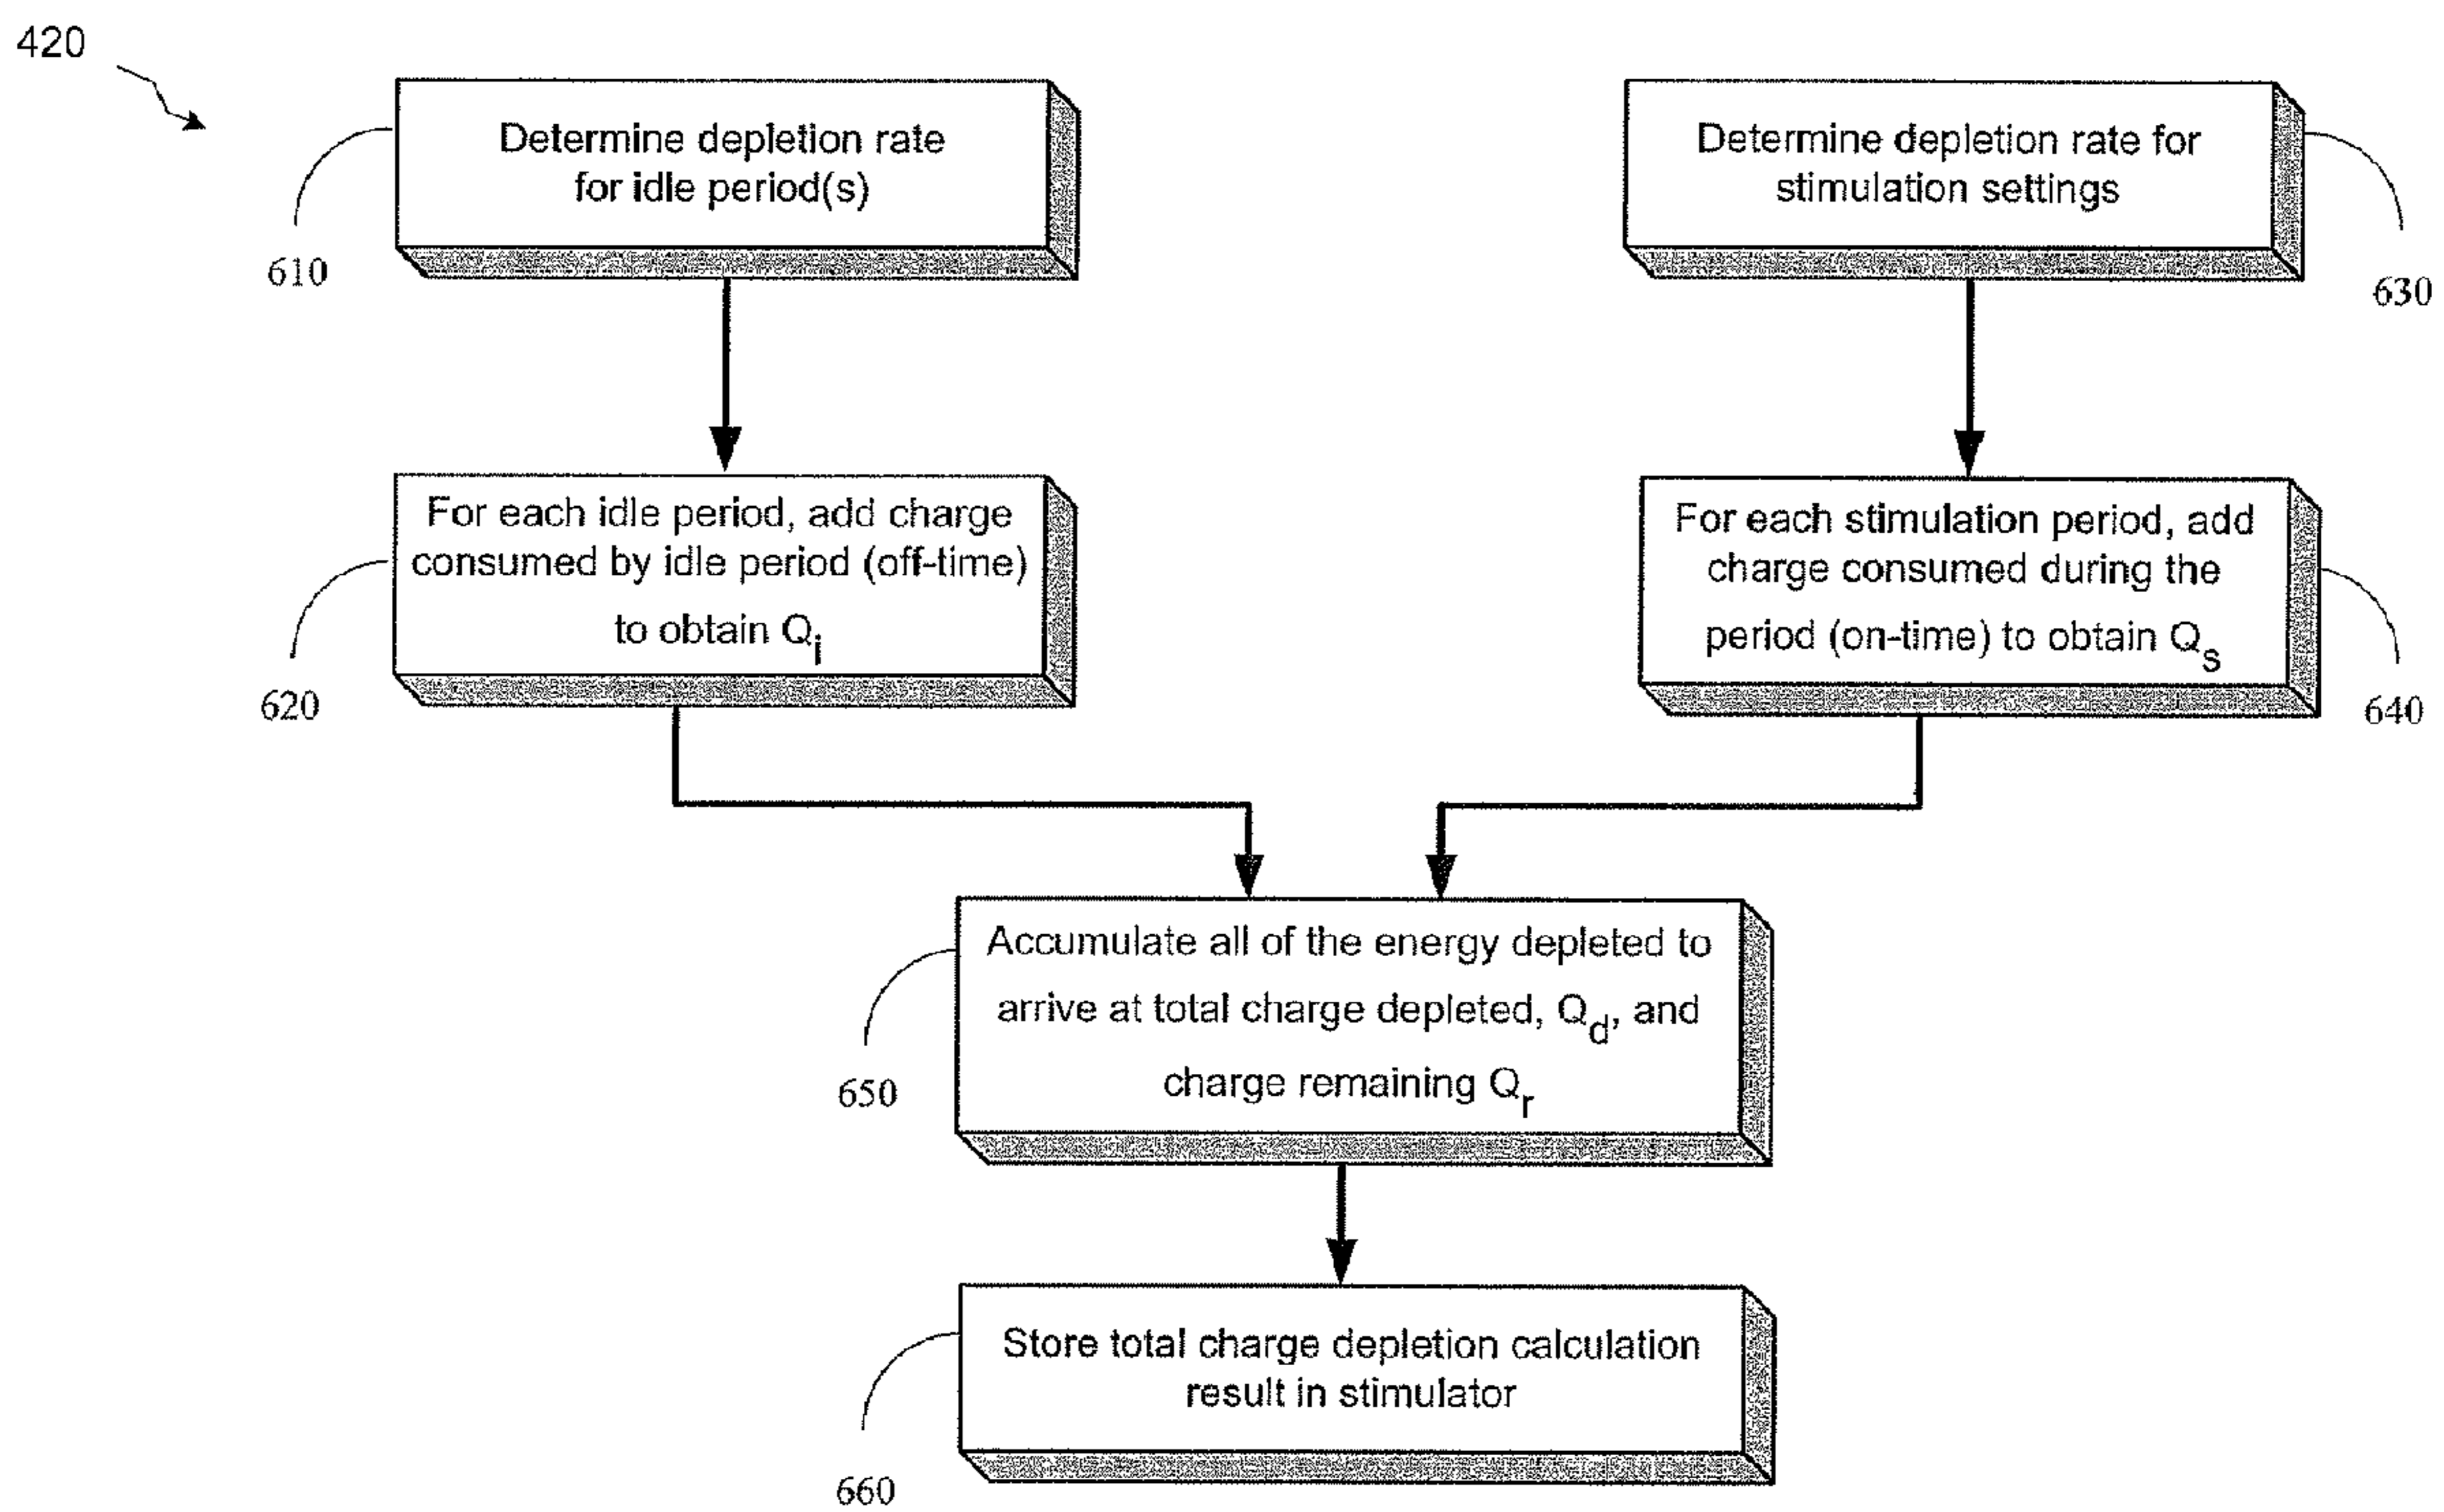 420
Determine depletion rate
for idle period(s)
610
Determine depletion rate for
stimulation settings
630
For each idle period, add charge
consumed by idle period (off-time)
to obtain Qi
620
For each stimulation period, add
charge consumed during the
period (on-time) to obtain Qs
640
Accumulate all of the energy depleted to
arrive at total charge depleted, Qd, and
charge remaining Qr
650
Store total charge depletion calculation
result in stimulator
660